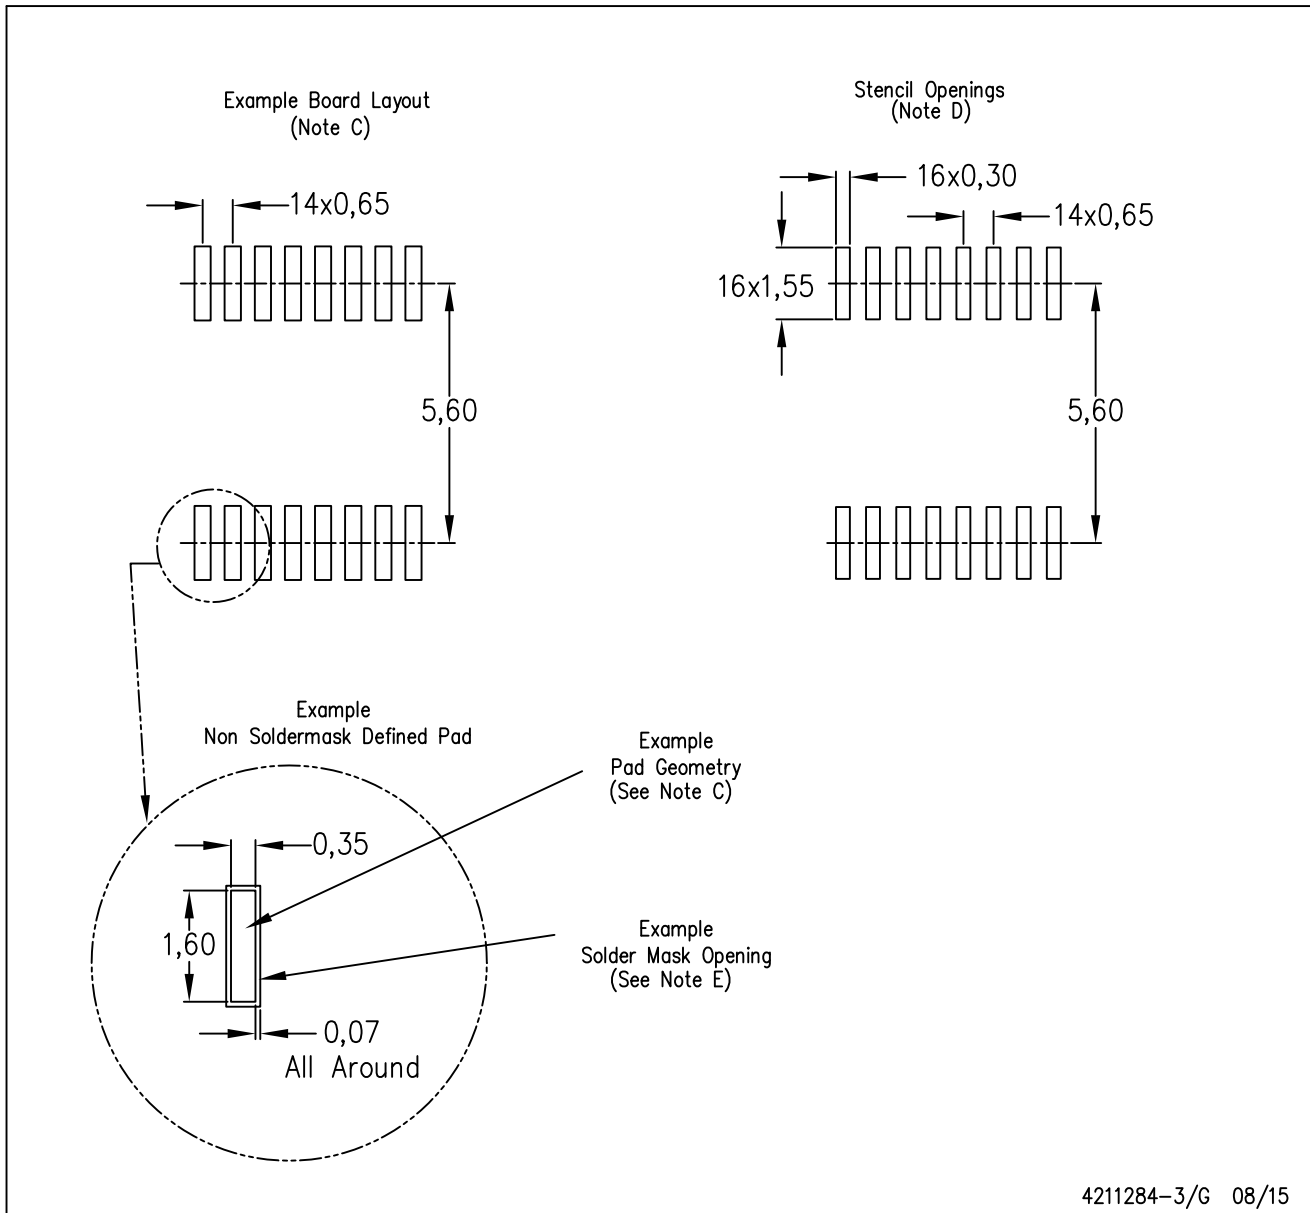 Example Board Layout
(Note C)
14x0,65
5,60
Stencil Openings
(Note D)
16x0,30
14x0,65
16x1,55
5,60
Example
Non Soldermask Defined Pad
Example
Pad Geometry
(See Note C)
0,35
1,60
Example
Solder Mask Opening
(See Note E)
0,07
All Around
4211284-3/G 08/15